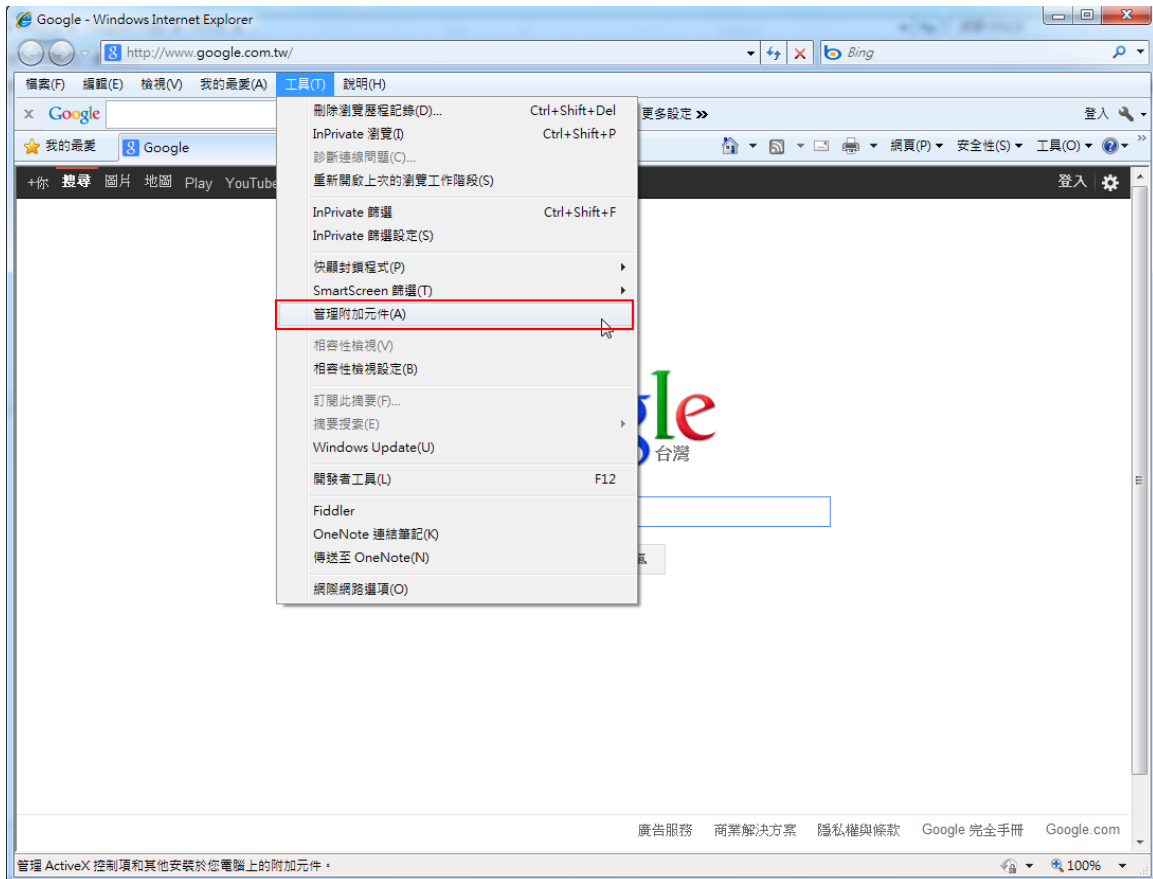 Google - Windows Internet Explorer
http://www.google.com.tw/ Bing
檔案(F) 編輯(E) 檢視(V) 我的最愛(A) 工具(T) 說明(H)
x Google 更多設定 » 登入
我的最愛 Google 網頁(P) 安全性(S) 工具(O)
+你 搜尋 圖片 地圖 Play YouTube 登入
刪除瀏覽歷程記錄(D)... Ctrl+Shift+Del
InPrivate 瀏覽(I) Ctrl+Shift+P
診斷連線問題(C)...
重新開啟上次的瀏覽工作階段(S)
InPrivate 篩選 Ctrl+Shift+F
InPrivate 篩選設定(S)
快顯封鎖程式(P)
SmartScreen 篩選(T)
管理附加元件(A)
相容性檢視(V)
相容性檢視設定(B)
訂閱此摘要(F)...
摘要搜索(E)
Windows Update(U)
開發者工具(L) F12
Fiddler
OneNote 連結筆記(K)
傳送至 OneNote(N)
網際網路選項(O)
gle
台灣
廣告服務 商業解決方案 隱私權與條款 Google 完全手冊 Google.com
管理 ActiveX 控制項和其他安裝於您電腦上的附加元件。 100%